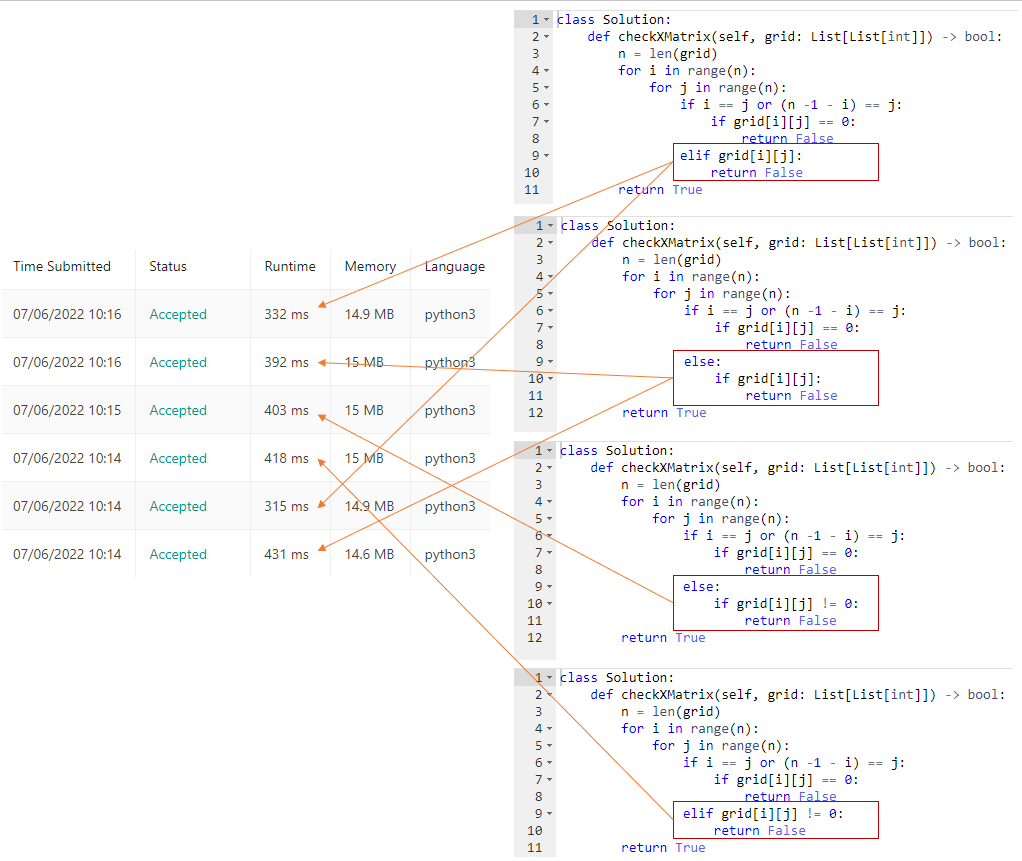 1 class Solution:
2     def checkXMatrix(self, grid: List[List[int]]) -> bool:
3         n = len(grid)
4         for i in range(n):
5             for j in range(n):
6                 if i == j or (n -1 - i) == j:
7                     if grid[i][j] == 0:
8                         return False
9                 elif grid[i][j]:
10                     return False
11         return True
1 class Solution:
2     def checkXMatrix(self, grid: List[List[int]]) -> bool:
3         n = len(grid)
4         for i in range(n):
5             for j in range(n):
6                 if i == j or (n -1 - i) == j:
7                     if grid[i][j] == 0:
8                         return False
9                 else:
10                     if grid[i][j]:
11                         return False
12         return True
Time Submitted Status Runtime Memory Language
07/06/2022 10:16 Accepted 332 ms 14.9 MB python3
07/06/2022 10:16 Accepted 392 ms 15 MB python3
07/06/2022 10:15 Accepted 403 ms 15 MB python3
07/06/2022 10:14 Accepted 418 ms 15 MB python3
07/06/2022 10:14 Accepted 315 ms 14.9 MB python3
07/06/2022 10:14 Accepted 431 ms 14.6 MB python3
1 class Solution:
2     def checkXMatrix(self, grid: List[List[int]]) -> bool:
3         n = len(grid)
4         for i in range(n):
5             for j in range(n):
6                 if i == j or (n -1 - i) == j:
7                     if grid[i][j] == 0:
8                         return False
9                 else:
10                     if grid[i][j] != 0:
11                         return False
12         return True
1 class Solution:
2     def checkXMatrix(self, grid: List[List[int]]) -> bool:
3         n = len(grid)
4         for i in range(n):
5             for j in range(n):
6                 if i == j or (n -1 - i) == j:
7                     if grid[i][j] == 0:
8                         return False
9                 elif grid[i][j] != 0:
10                     return False
11         return True